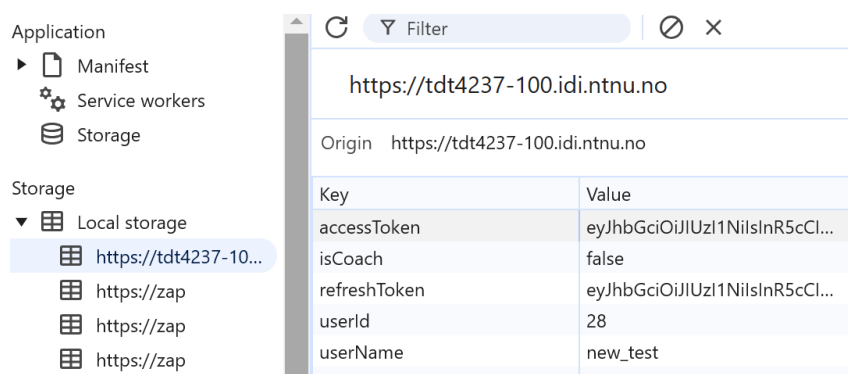 Application
Manifest
Service workers
Storage
Storage
Local storage
https://tdt4237-10...
https://zap
https://zap
https://zap
Filter
https://tdt4237-100.idi.ntnu.no
Origin https://tdt4237-100.idi.ntnu.no
Key Value
accessToken eyJhbGciOiJIUzI1NiIsInR5cCI...
isCoach false
refreshToken eyJhbGciOiJIUzI1NiIsInR5cCI...
userId 28
userName new_test